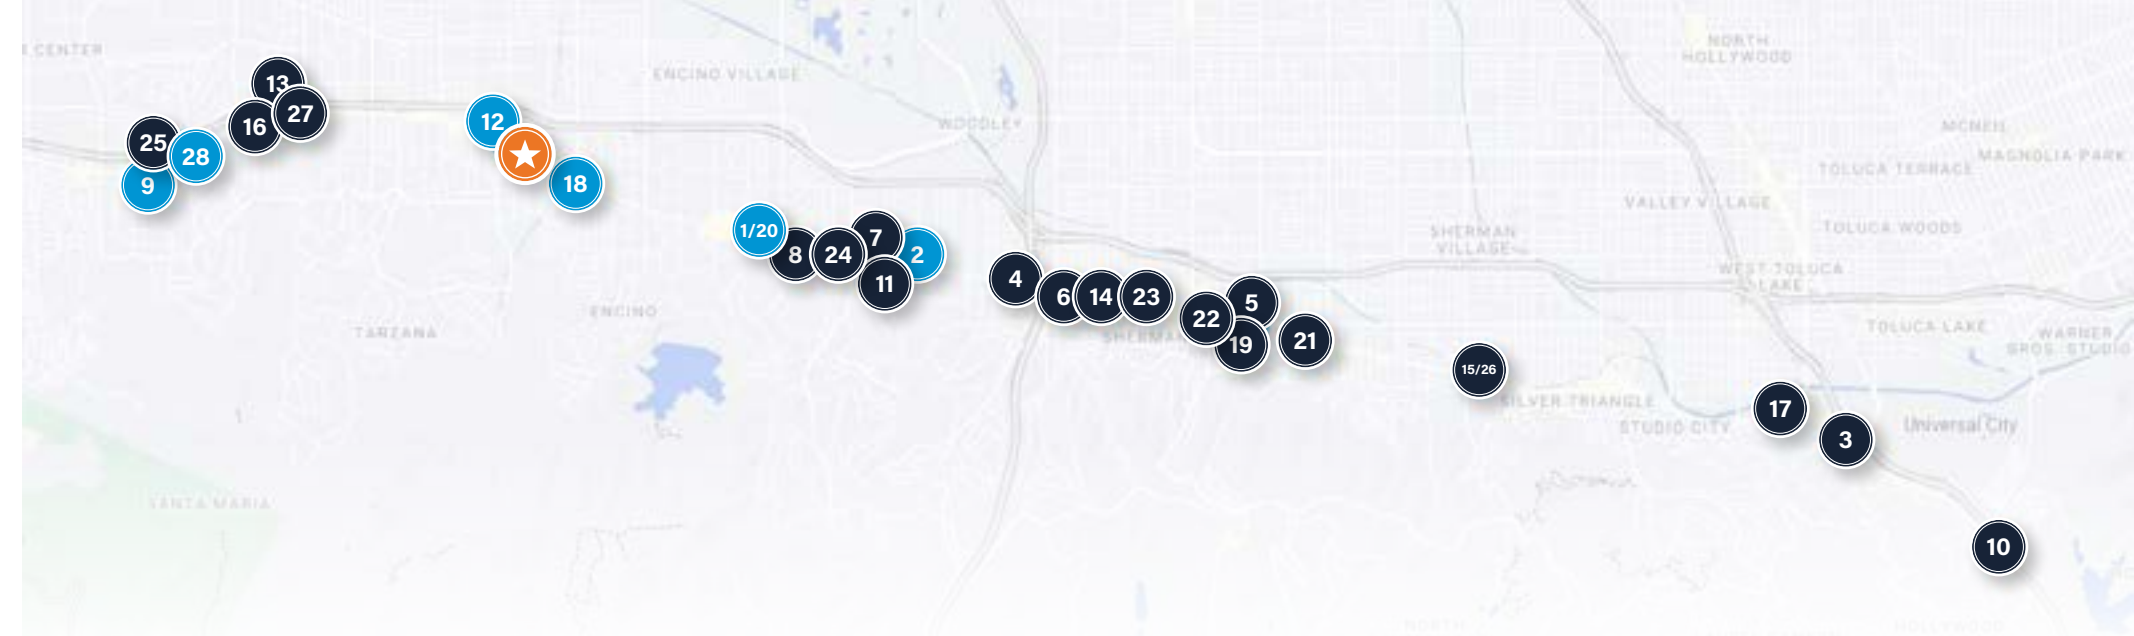 CENTER
NORTH
HOLLYWOOD
ENCINO VILLAGE
13
27
16
12
WOODLEY
MCNEIL
25
28
MAGNOLIA PARK
TOLUCA TERRACE
9
18
VALLEY VILLAGE
1/20
7
SHERMAN
VILLAGE
TOLUCA WOODS
8
24
2
WEST TOLUCA
LAKE
11
4
6
14
23
5
ENCINO
22
TARZANA
SHERMA
19
21
TOLUCA LAKE
WARNER
BROS. STUDIO
15/26
SILVER TRIANGLE
17
STUDIO CITY
Universal City
3
SANTA MARIA
10
NORTH
HOLLYWOOD